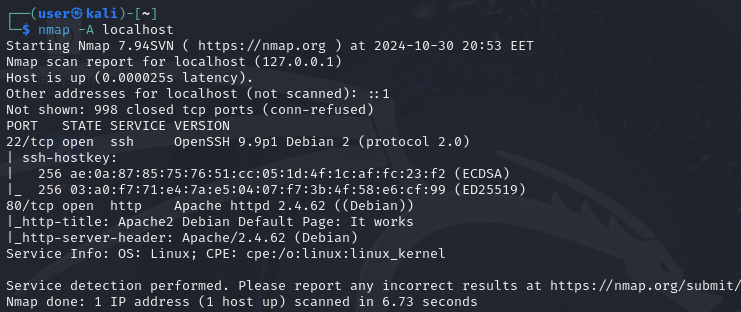 ┌──(user㉿kali)-[~]
└─$ nmap -A localhost
Starting Nmap 7.94SVN ( https://nmap.org ) at 2024-10-30 20:53 EET
Nmap scan report for localhost (127.0.0.1)
Host is up (0.000025s latency).
Other addresses for localhost (not scanned): ::1
Not shown: 998 closed tcp ports (conn-refused)
PORT   STATE SERVICE VERSION
22/tcp open  ssh     OpenSSH 9.9p1 Debian 2 (protocol 2.0)
| ssh-hostkey:
|   256 ae:0a:87:85:75:76:51:cc:05:1d:4f:1c:af:fc:23:f2 (ECDSA)
|_  256 03:a0:f7:71:e4:7a:e5:04:07:f7:3b:4f:58:e6:cf:99 (ED25519)
80/tcp open  http    Apache httpd 2.4.62 ((Debian))
|_http-title: Apache2 Debian Default Page: It works
|_http-server-header: Apache/2.4.62 (Debian)
Service Info: OS: Linux; CPE: cpe:/o:linux:linux_kernel

Service detection performed. Please report any incorrect results at https://nmap.org/submit/
Nmap done: 1 IP address (1 host up) scanned in 6.73 seconds